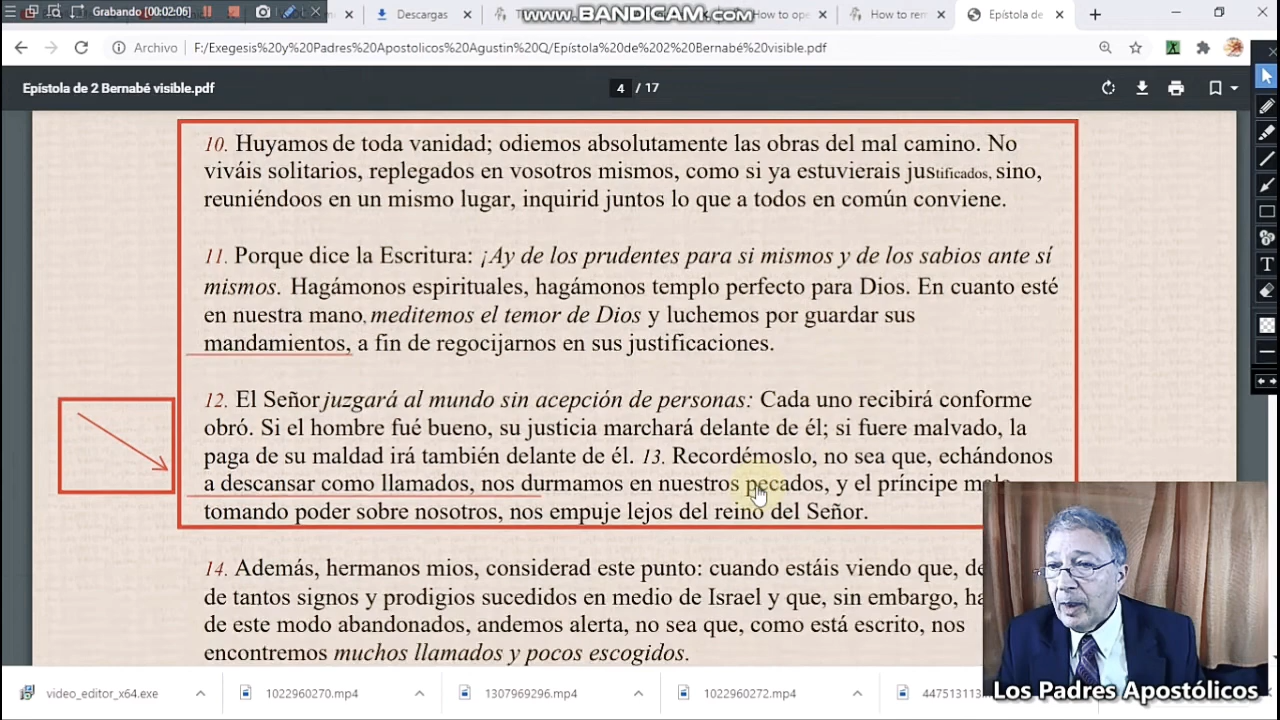 Grabando [00:02:06]
www.BANDICAM.com
Descargas
How to ope
How to rem
Epístola de
Archivo
F:/Exegesis%20y%20Padres%20Apostolicos%20Agustin%20Q/Epístola%20de%202%20Bernabé%20visible.pdf
Epístola de 2 Bernabé visible.pdf
4 / 17
10. Huyamos de toda vanidad; odiemos absolutamente las obras del mal camino. No
viváis solitarios, replegados en vosotros mismos, como si ya estuvierais justificados, sino,
reuniéndoos en un mismo lugar, inquirid juntos lo que a todos en común conviene.
11. Porque dice la Escritura: ¡Ay de los prudentes para si mismos y de los sabios ante sí
mismos. Hagámonos espirituales, hagámonos templo perfecto para Dios. En cuanto esté
en nuestra mano, meditemos el temor de Dios y luchemos por guardar sus
mandamientos, a fin de regocijarnos en sus justificaciones.
12. El Señor juzgará al mundo sin acepción de personas: Cada uno recibirá conforme
obró. Si el hombre fué bueno, su justicia marchará delante de él; si fuere malvado, la
paga de su maldad irá también delante de él. 13. Recordémoslo, no sea que, echándonos
a descansar como llamados, nos durmamos en nuestros pecados, y el príncipe malo
tomando poder sobre nosotros, nos empuje lejos del reino del Señor.
14. Además, hermanos mios, considerad este punto: cuando estáis viendo que, de
de tantos signos y prodigios sucedidos en medio de Israel y que, sin embargo, ha
de este modo abandonados, andemos alerta, no sea que, como está escrito, nos
encontremos muchos llamados y pocos escogidos.
Los Padres Apostólicos
video_editor_x64.exe
1022960270.mp4
1307969296.mp4
1022960272.mp4
447513113